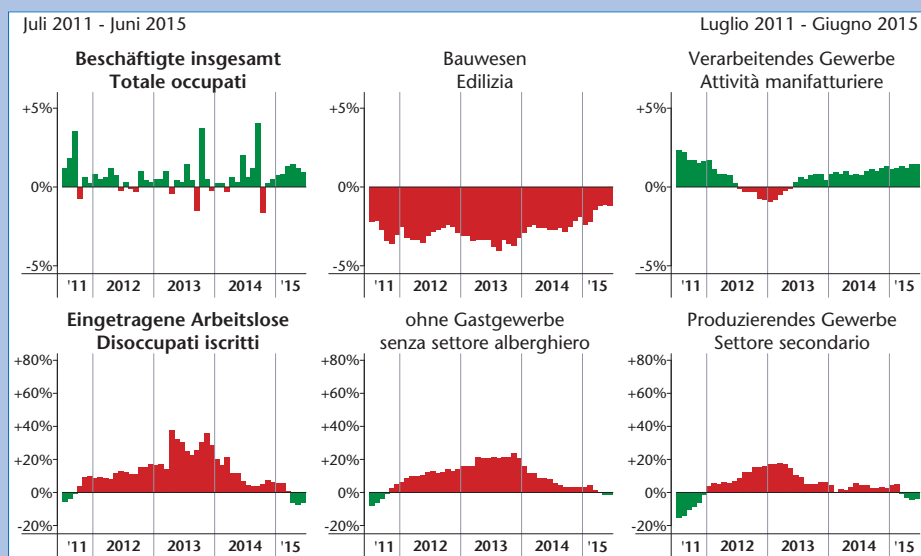 Juli 2011 - Juni 2015
Luglio 2011 - Giugno 2015
Beschäftigte insgesamt
Totale occupati
+5%
0%
-5%
'11 2012 2013 2014 '15
Bauwesen
Edilizia
+5%
0%
-5%
'11 2012 2013 2014 '15
Verarbeitendes Gewerbe
Attività manifatturiere
+5%
0%
-5%
'11 2012 2013 2014 '15
Eingetragene Arbeitslose
Disoccupati iscritti
+80%
+60%
+40%
+20%
0%
-20%
'11 2012 2013 2014 '15
ohne Gastgewerbe
senza settore alberghiero
+80%
+60%
+40%
+20%
0%
-20%
'11 2012 2013 2014 '15
Produzierendes Gewerbe
Settore secondario
+80%
+60%
+40%
+20%
0%
-20%
'11 2012 2013 2014 '15